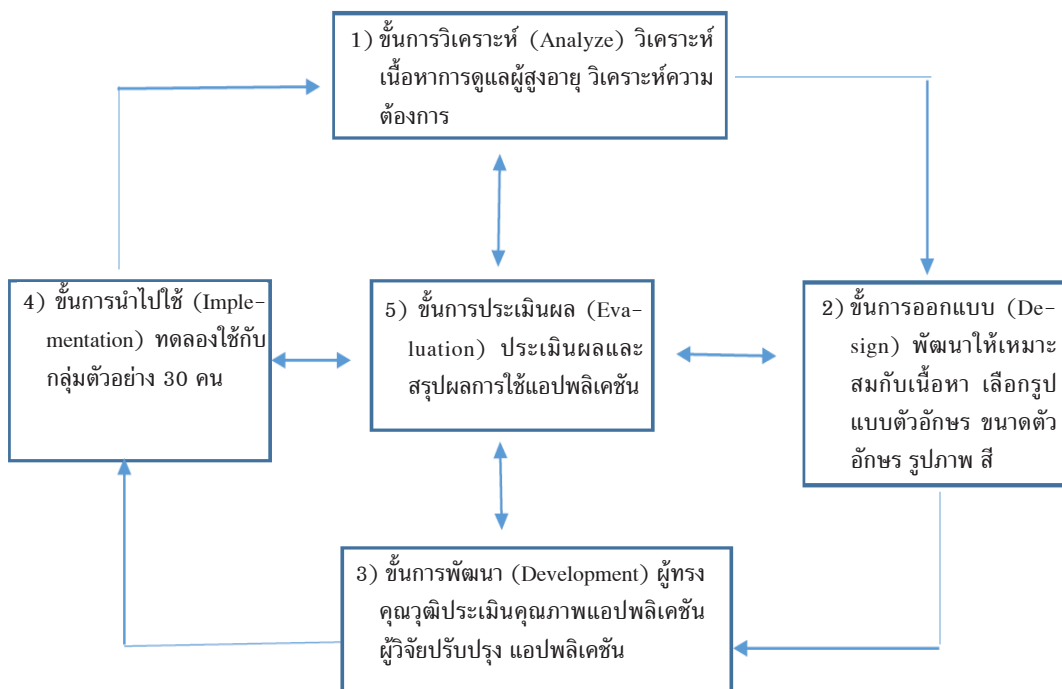 1) ขั้นการวิเคราะห์ (Analyze) วิเคราะห์
เนื้อหาการดูแลผู้สูงอายุ วิเคราะห์ความ
ต้องการ
2) ขั้นการออกแบบ (De-
sign) พัฒนาให้เหมาะ
สมกับเนื้อหา เลือกรูป
แบบตัวอักษร ขนาดตัว
อักษร รูปภาพ สี
3) ขั้นการพัฒนา (Development) ผู้ทรง
คุณวุฒิประเมินคุณภาพแอปพลิเคชัน
ผู้วิจัยปรับปรุง แอปพลิเคชัน
4) ขั้นการนำไปใช้ (Imple-
mentation) ทดลองใช้กับ
กลุ่มตัวอย่าง 30 คน
5) ขั้นการประเมินผล (Eva-
luation) ประเมินผลและ
สรุปผลการใช้แอปพลิเคชัน